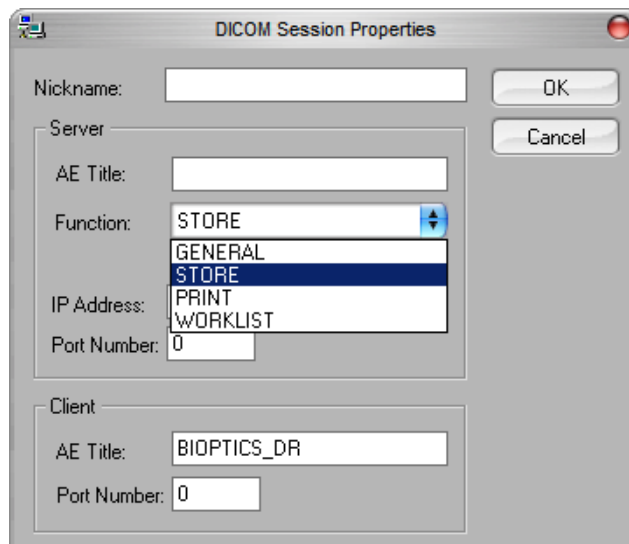 DICOM Session Properties
Nickname:
OK
Server
Cancel
AE Title:
Function: STORE
GENERAL
STORE
PRINT
IP Address:
WORKLIST
Port Number: 0
Client
AE Title: BIOPTICS_DR
Port Number: 0